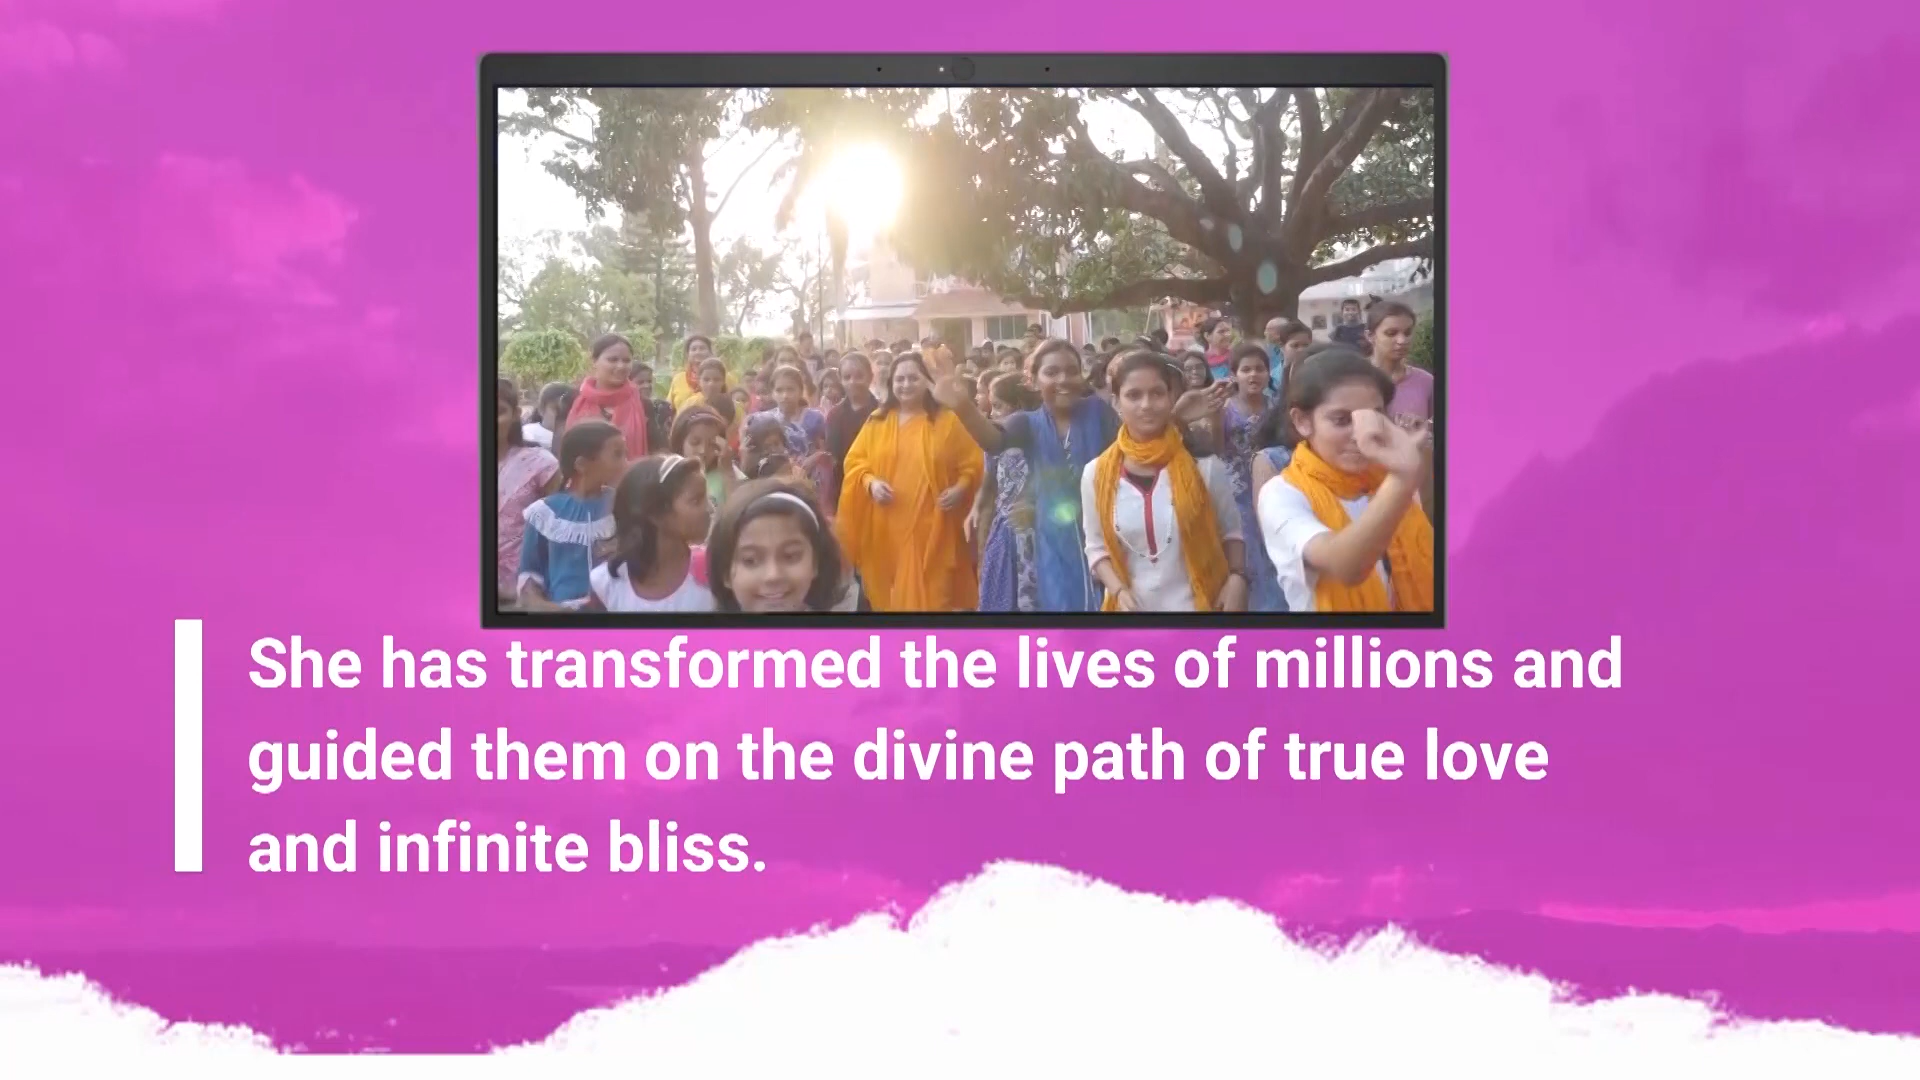 She has transformed the lives of millions and
guided them on the divine path of true love
and infinite bliss.